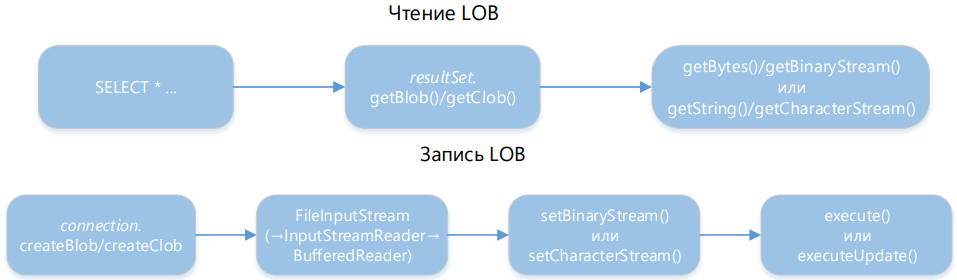 Чтение LOB
SELECT * ...
resultSet.
getBlob()/getClob()
getBytes()/getBinaryStream()
или
getString()/getCharacterStream()
Запись LOB
connection.
createBlob/createClob
FileInputStream
(→InputStreamReader→
BufferedReader)
setBinaryStream()
или
setCharacterStream()
execute()
или
executeUpdate()